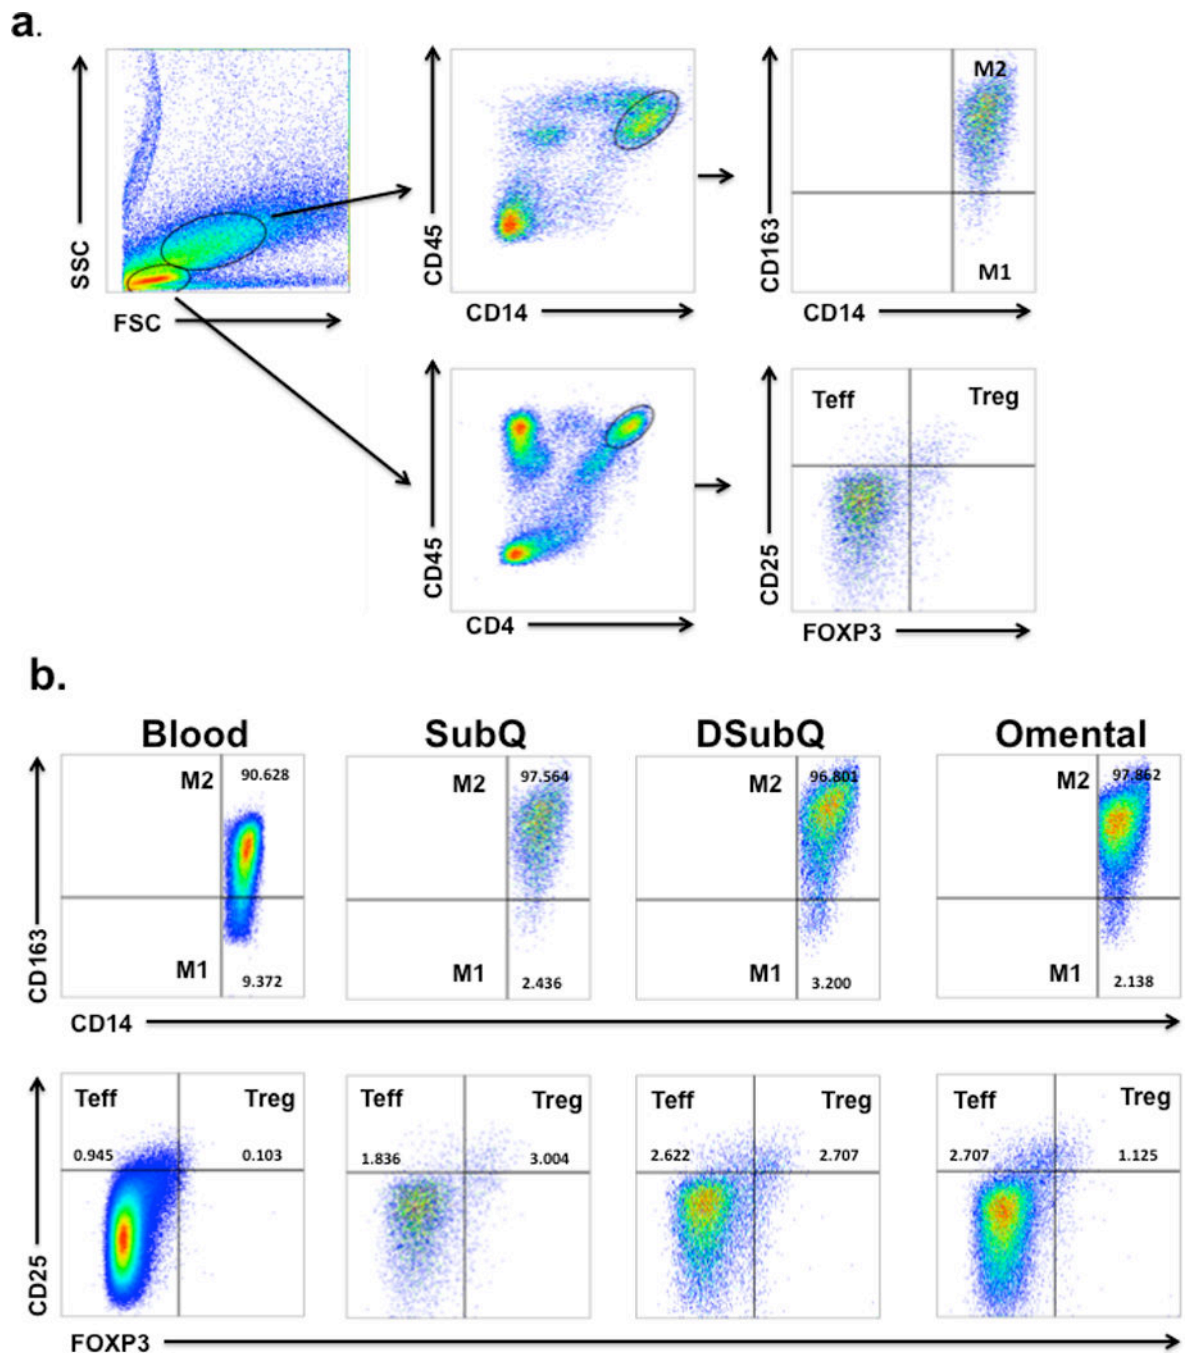 a.
SSC
FSC
CD45
CD14
CD163
M2
M1
CD14
CD45
CD4
CD25
Teff Treg
FOXP3
b.
Blood SubQ DSubQ Omental
CD163
M2 90.628 M2 97.564 M2 96.801 M2 97.862
M1 9.372 M1 2.436 M1 3.200 M1 2.138
CD14
CD25
Teff Treg Teff Treg Teff Treg Teff Treg
0.945 0.103 1.836 3.004 2.622 2.707 2.707 1.125
FOXP3